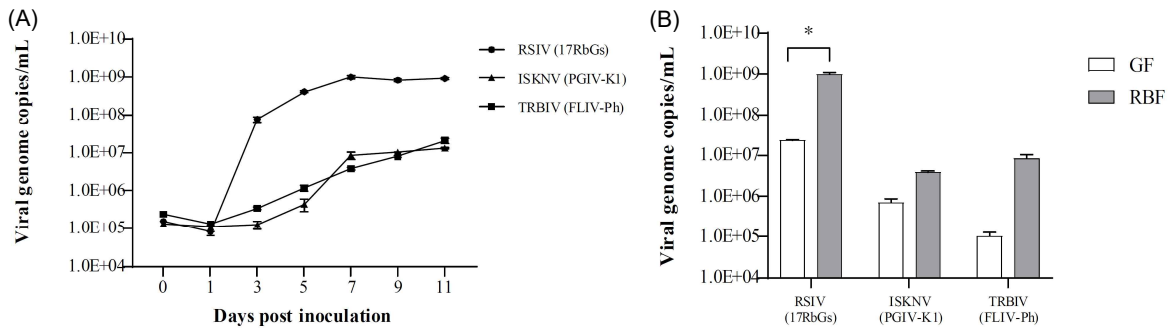 (A)
Viral genome copies/mL
1.0E+10
1.0E+09
1.0E+08
1.0E+07
1.0E+06
1.0E+05
1.0E+04
0 1 3 5 7 9 11
Days post inoculation
RSIV (17RbGs)
ISKNV (PGIV-K1)
TRBIV (FLIV-Ph)
(B)
Viral genome copies/mL
1.0E+10
1.0E+09
1.0E+08
1.0E+07
1.0E+06
1.0E+05
1.0E+04
*
RSIV
(17RbGs)
ISKNV
(PGIV-K1)
TRBIV
(FLIV-Ph)
GF
RBF